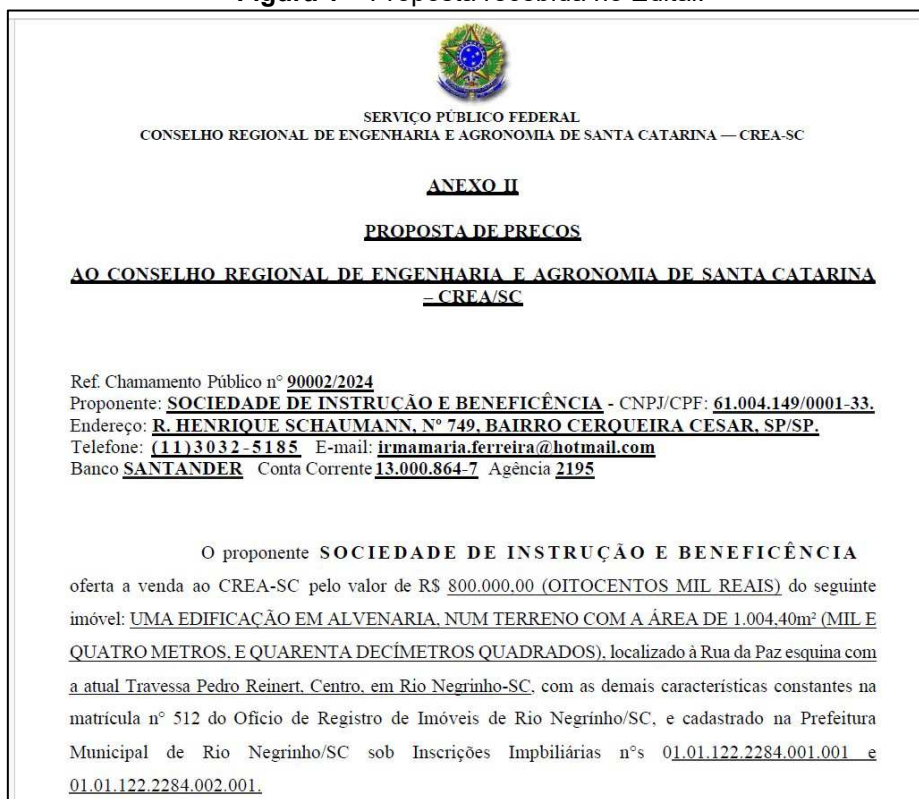 SERVIÇO PÚBLICO FEDERAL
CONSELHO REGIONAL DE ENGENHARIA E AGRONOMIA DE SANTA CATARINA — CREA-SC
ANEXO II
PROPOSTA DE PRECOS
AO CONSELHO REGIONAL DE ENGENHARIA E AGRONOMIA DE SANTA CATARINA
– CREA/SC
Ref. Chamamento Público n° 90002/2024
Proponente: SOCIEDADE DE INSTRUÇÃO E BENEFICÊNCIA - CNPJ/CPF: 61.004.149/0001-33.
Endereço: R. HENRIQUE SCHAUMANN, Nº 749, BAIRRO CERQUEIRA CESAR, SP/SP.
Telefone: (11)3032-5185 E-mail: irmamaria.ferreira@hotmail.com
Banco SANTANDER Conta Corrente 13.000.864-7 Agência 2195
O proponente SOCIEDADE DE INSTRUÇÃO E BENEFICÊNCIA
oferta a venda ao CREA-SC pelo valor de R$ 800.000,00 (OITOCENTOS MIL REAIS) do seguinte
imóvel: UMA EDIFICAÇÃO EM ALVENARIA, NUM TERRENO COM A ÁREA DE 1.004,40m² (MIL E
QUATRO METROS, E QUARENTA DECÍMETROS QUADRADOS), localizado à Rua da Paz esquina com
a atual Travessa Pedro Reinert, Centro, em Rio Negrinho-SC, com as demais características constantes na
matrícula n° 512 do Ofício de Registro de Imóveis de Rio Negrínho/SC, e cadastrado na Prefeitura
Municipal de Rio Negrinho/SC sob Inscrições Impbiliárias n°s 01.01.122.2284.001.001 e
01.01.122.2284.002.001.